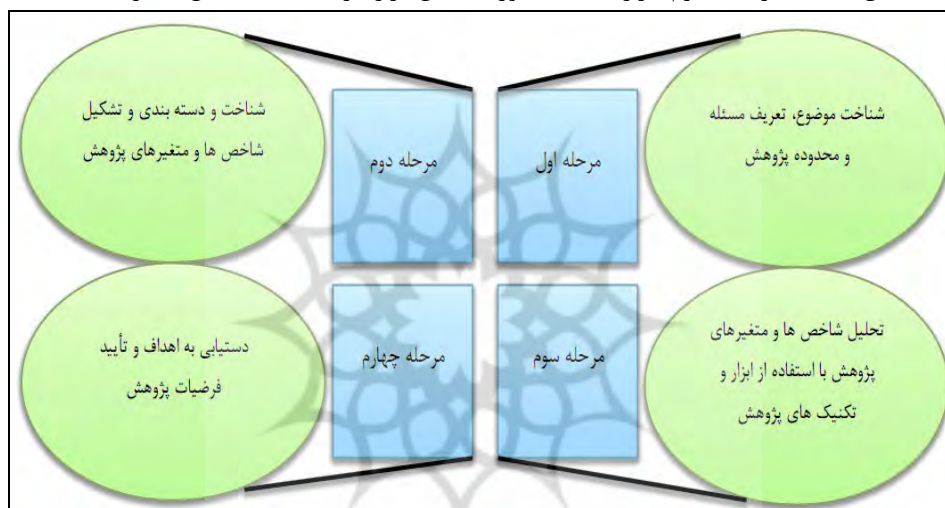 شناخت موضوع، تعریف مسئله
و محدوده پژوهش
مرحله اول
مرحله دوم
شناخت و دسته بندی و تشکیل
شاخص ها و متغیرهای پژوهش
تحلیل شاخص ها و متغیرهای
پژوهش با استفاده از ابزار و
تکنیک های پژوهش
مرحله سوم
مرحله چهارم
دستیابی به اهداف و تأیید
فرضیات پژوهش